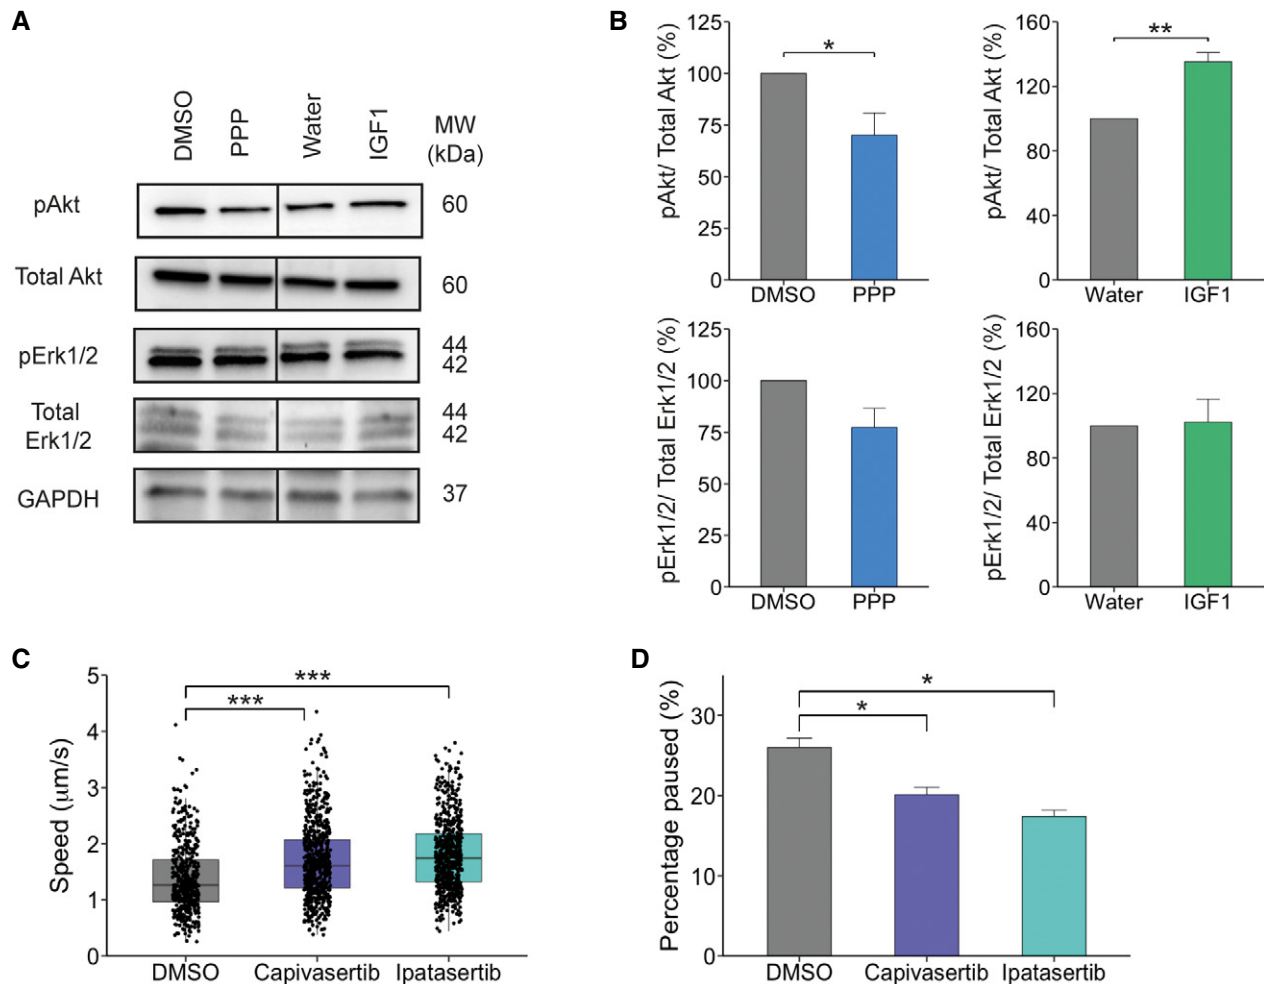 A
DMSO
PPP
Water
IGF1
MW
(kDa)
pAkt
60
Total Akt
60
pErk1/2
44
42
Total
Erk1/2
44
42
GAPDH
37
B
pAkt/ Total Akt (%)
125
100
75
50
25
0
*
DMSO
PPP
pAkt/ Total Akt (%)
160
120
80
40
0
**
Water
IGF1
pErk1/2/ Total Erk1/2 (%)
125
100
75
50
25
0
DMSO
PPP
pErk1/2/ Total Erk1/2 (%)
160
120
80
40
0
Water
IGF1
C
Speed (μm/s)
5
4
3
2
1
0
***
***
DMSO
Capivasertib
Ipatasertib
D
Percentage paused (%)
30
20
10
0
*
*
DMSO
Capivasertib
Ipatasertib